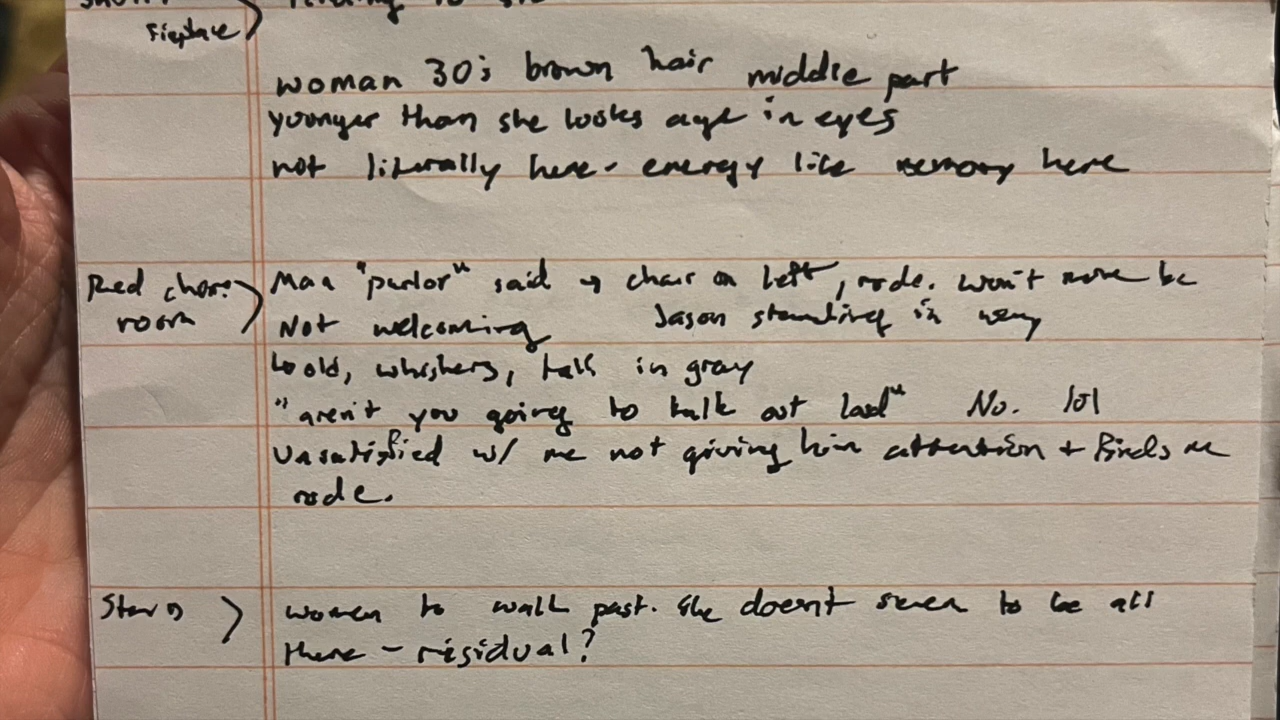 fireplace >
woman 30's brown hair middle part
younger than she looks age in eyes
not literally here - energy like memory here
Red chair room > Man "parlor" said → chair on left, rude. won't move bc
Not welcoming Jason standing in way
old, whiskers, talk in gray
"aren't you going to talk out loud" No. lol
Unsatisfied w/ me not giving him attention + finds me
rude.
Stairs > women to walk past. She doesn't seem to be all
there - residual?